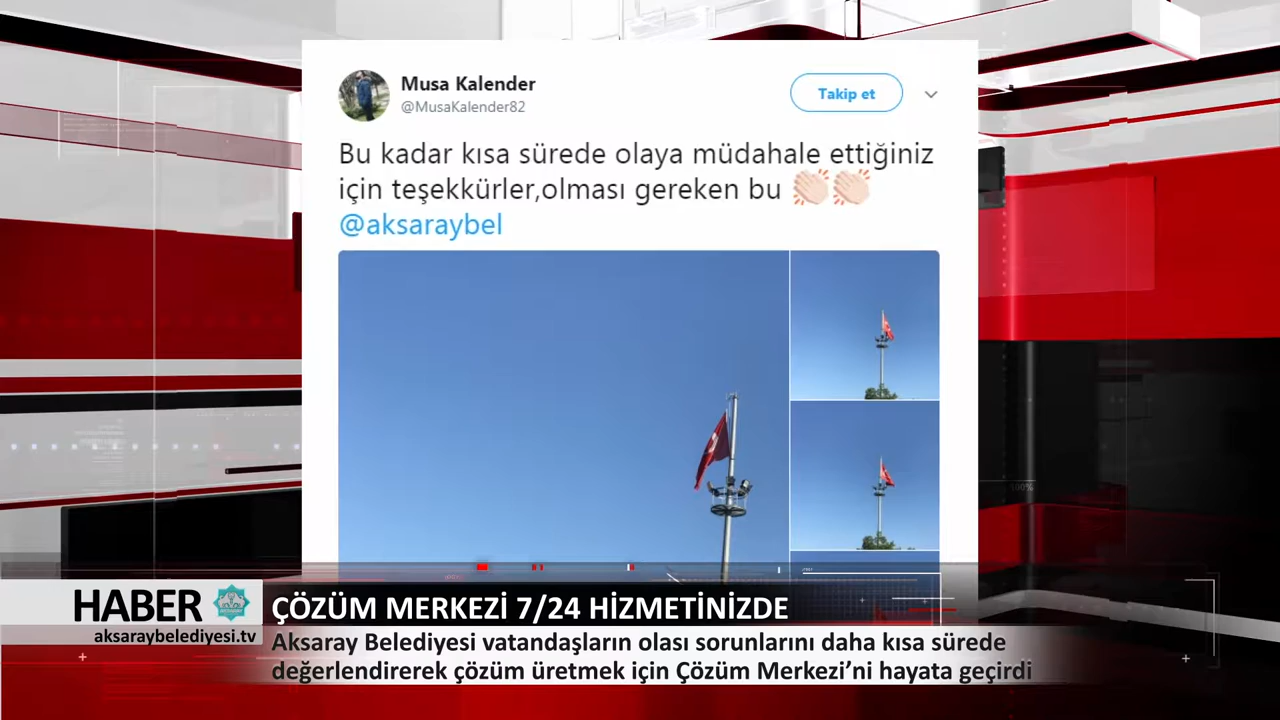 Musa Kalender
@MusaKalender82
Takip et
Bu kadar kısa sürede olaya müdahale ettiğiniz
için teşekkürler,olması gereken bu 👏🏻👏🏻
@aksaraybel
100%
HABER
aksaraybelediyesi.tv
ÇÖZÜM MERKEZİ 7/24 HİZMETİNİZDE
Aksaray Belediyesi vatandaşların olası sorunlarını daha kısa sürede
değerlendirerek çözüm üretmek için Çözüm Merkezi’ni hayata geçirdi